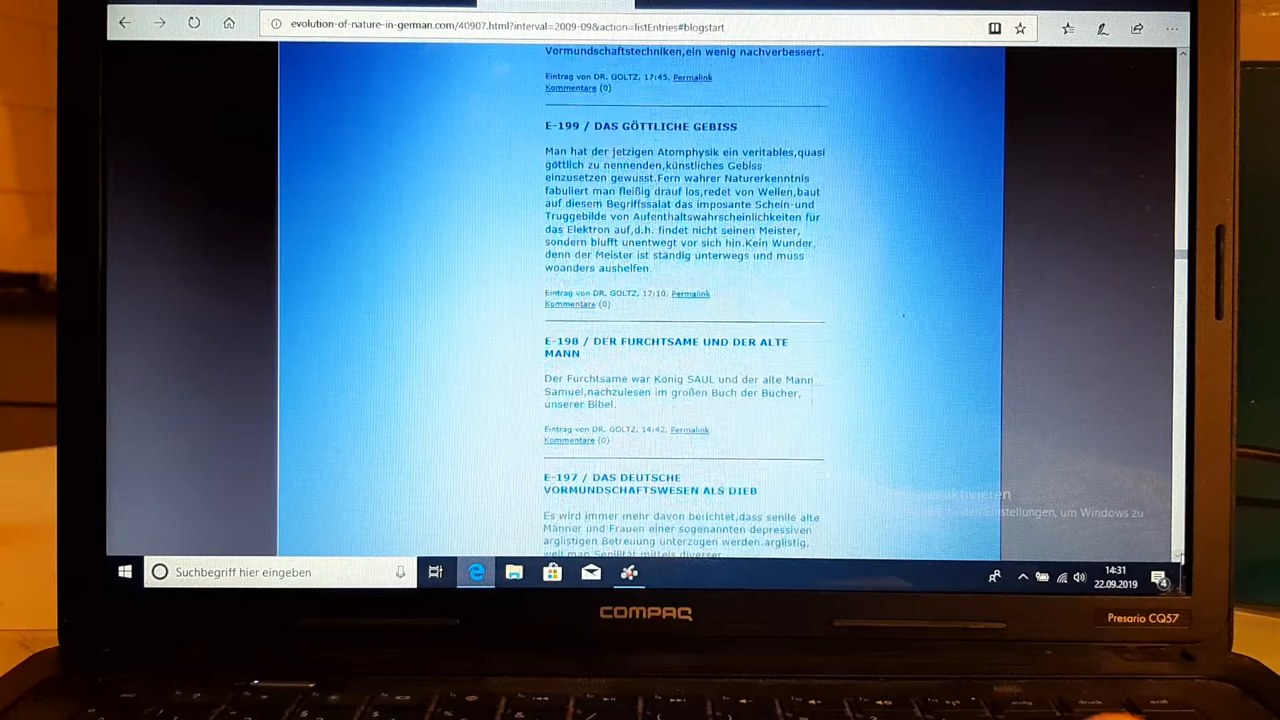 evolution-of-nature-in-german.com/40907.html?interval=2009-09&action=listEntries#blogstart
Vormundschaftstechniken,ein wenig nachverbessert.
Eintrag von DR. GOLTZ, 17:45, Permalink
Kommentare (0)
E-199 / DAS GÖTTLICHE GEBISS
Man hat der jetzigen Atomphysik ein veritables,quasi
göttlich zu nennenden,künstliches Gebiss
einzusetzen gewusst.Fern wahrer Naturerkenntnis
fabuliert man fleißig drauf los,redet von Wellen,baut
auf diesem Begriffssalat das imposante Schein-und
Truggebilde von Aufenthaltswahrscheinlichkeiten für
das Elektron auf,d.h. findet nicht seinen Meister,
sondern blufft unentwegt vor sich hin.Kein Wunder,
denn der Meister ist ständig unterwegs und muss
woanders aushelfen.
Eintrag von DR. GOLTZ, 17:10, Permalink
Kommentare (0)
E-198 / DER FURCHTSAME UND DER ALTE
MANN
Der Furchtsame war König SAUL und der alte Mann
Samuel,nachzulesen im großen Buch der Bücher,
unserer Bibel.
Eintrag von DR. GOLTZ, 14:42, Permalink
Kommentare (0)
E-197 / DAS DEUTSCHE
VORMUNDSCHAFTSWESEN ALS DIEB
Es wird immer mehr davon berichtet,dass senile alte
Männer und Frauen einer sogenannten depressiven
arglistigen Betreuung unterzogen werden.arglistig,
weil man Senilität mittels diverser
aktivieren
Einstellungen, um Windows zu
Suchbegriff hier eingeben
14:31
22.09.2019
4
COMPAQ
Presario CQ57